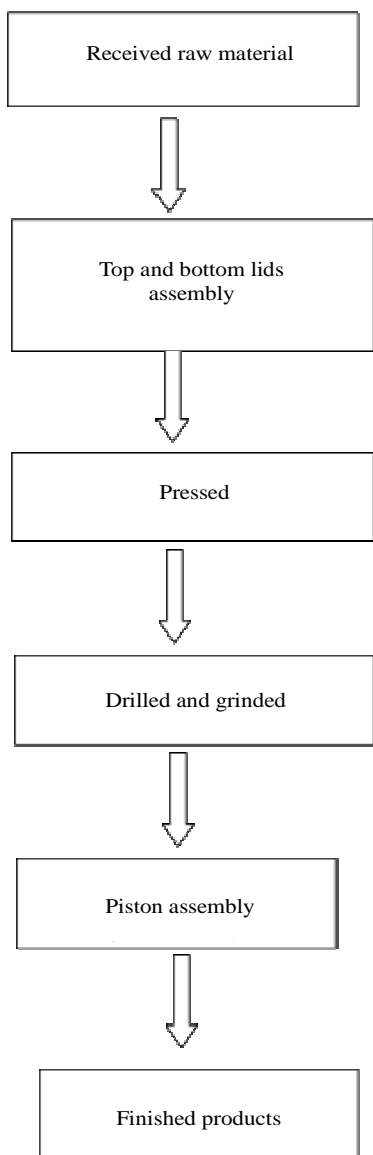 Received raw material
Top and bottom lids
assembly
Pressed
Drilled and grinded
Piston assembly
Finished products